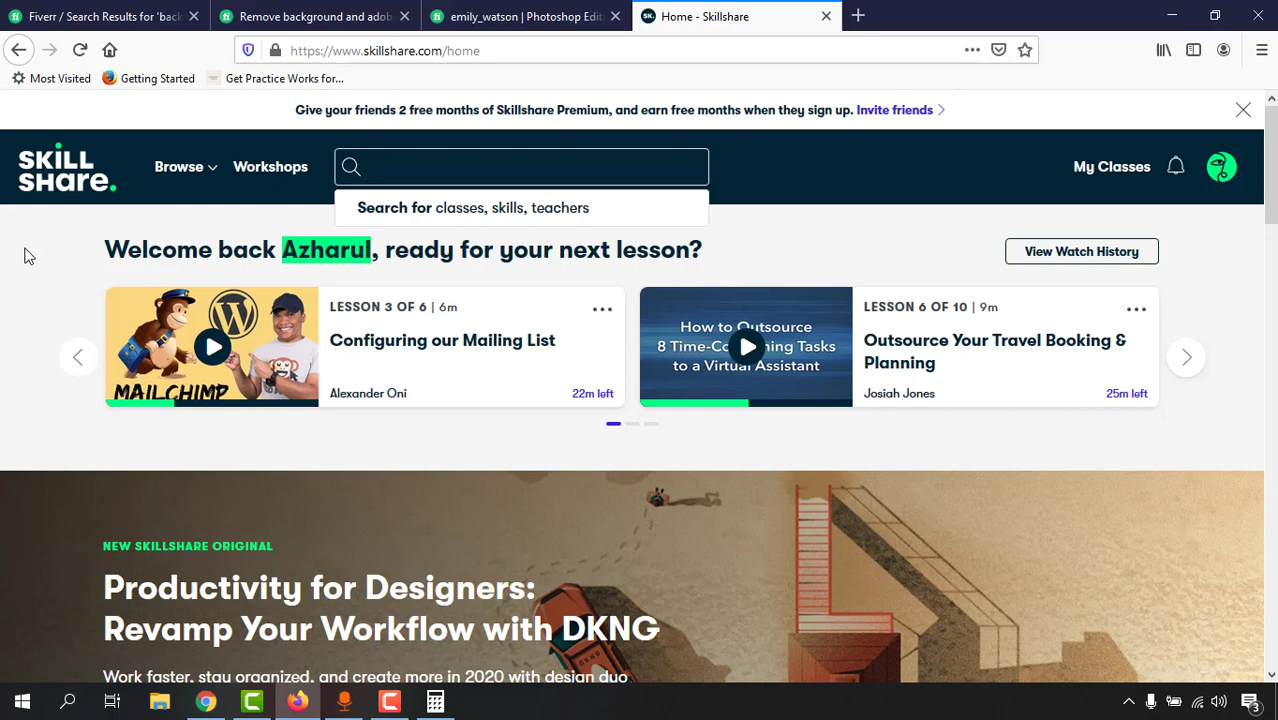 Fiverr / Search Results for 'back
Remove background and adob
emily_watson | Photoshop Edit
SK.
Home - Skillshare
https://www.skillshare.com/home
Most Visited
Getting Started
Get Practice Works for...
Give your friends 2 free months of Skillshare Premium, and earn free months when they sign up. Invite friends
SKILL
SHARE.
Browse
Workshops
My Classes
Search for classes, skills, teachers
Welcome back Azharul, ready for your next lesson?
View Watch History
LESSON 3 OF 6 | 6m
Configuring our Mailing List
Alexander Oni
22m left
MAILCHIMP
How to Outsource
8 Time-Consuming Tasks
to a Virtual Assistant
LESSON 6 OF 10 | 9m
Outsource Your Travel Booking &
Planning
Josiah Jones
25m left
NEW SKILLSHARE ORIGINAL
Productivity for Designers:
Revamp Your Workflow with DKNG
Work faster, stay organized, and create more in 2020 with design duo
3